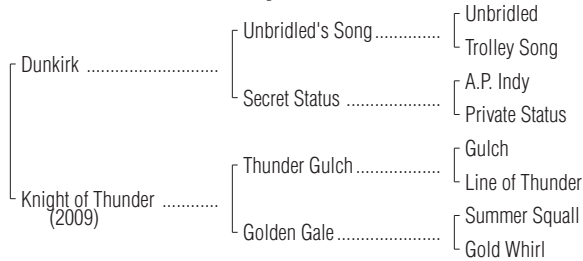 Unbridled
Unbridled's Song..............
Trolley Song
Dunkirk ...........................
A.P. Indy
Secret Status ...................
Private Status
Gulch
Thunder Gulch.................
Line of Thunder
Knight of Thunder ............
(2009)
Summer Squall
Golden Gale.....................
Gold Whirl